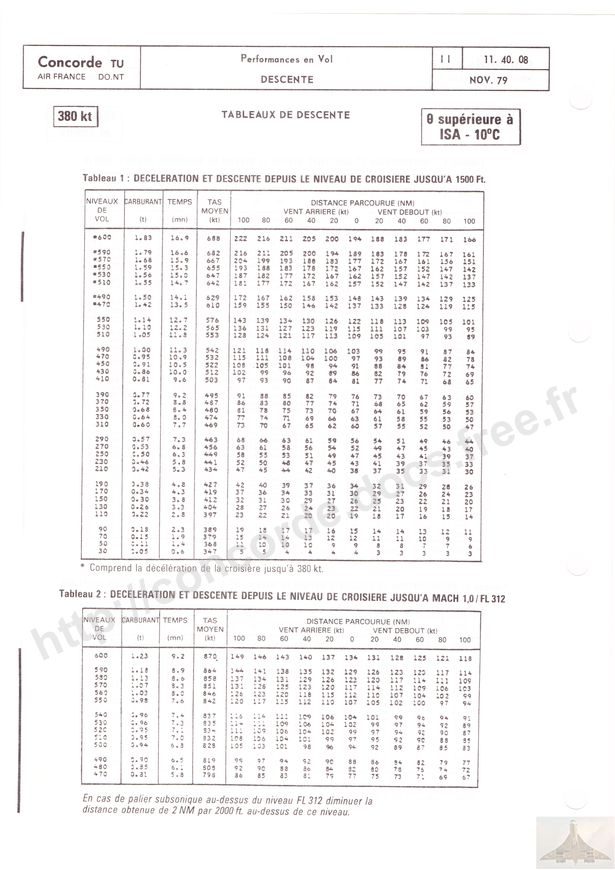 Concorde TU
AIR FRANCE DO.NT
Performances en Vol
DESCENTE
11 11. 40. 08
NOV. 79
380 kt
TABLEAUX DE DESCENTE
θ supérieure à
ISA - 10°C
Tableau 1 : DECELERATION ET DESCENTE DEPUIS LE NIVEAU DE CROISIERE JUSQU'A 1500 Ft.
NIVEAUX DE VOL CARBURANT (t) TEMPS (mn) TAS MOYEN (kt) DISTANCE PARCOURUE (NM)
VENT ARRIERE (kt) VENT DEBOUT (kt)
100 80 60 40 20 0 20 40 60 80 100
*600 1.83 16.9 688 222 216 211 205 200 194 188 183 177 171 166
*590 1.79 16.6 682 216 211 205 200 194 189 183 178 172 167 161
*570 1.68 15.9 667 204 199 193 188 183 177 172 167 161 156 151
*550 1.59 15.3 655 193 188 183 178 172 167 162 157 152 147 142
*530 1.56 15.0 647 187 182 177 172 167 162 157 152 147 142 137
*510 1.55 14.7 642 181 177 172 167 162 157 152 147 142 137 133
*490 1.50 14.1 629 172 167 162 158 153 148 143 139 134 129 125
*470 1.42 13.5 610 159 155 150 146 142 137 133 128 124 119 115
550 1.14 12.7 576 143 139 134 130 126 122 118 113 109 105 101
530 1.10 12.2 565 136 131 127 123 119 115 111 107 103 99 95
510 1.05 11.8 553 128 124 121 117 113 109 105 101 97 93 89
490 1.00 11.3 542 121 118 114 110 106 103 99 95 91 87 84
470 0.95 10.9 532 115 111 108 104 100 97 93 89 86 82 78
450 0.91 10.5 522 108 105 101 98 94 91 88 84 81 77 74
430 0.86 10.0 512 102 99 96 92 89 86 82 79 76 72 69
410 0.81 9.6 503 97 93 90 87 84 81 77 74 71 68 65
390 0.77 9.2 495 91 88 85 82 79 76 73 70 67 63 60
370 0.72 8.8 487 86 83 80 77 74 71 68 65 62 59 57
350 0.68 8.4 480 81 78 75 73 70 67 64 61 59 56 53
330 0.64 8.0 474 77 74 71 69 66 63 61 58 55 53 50
310 0.60 7.7 469 73 70 67 65 62 60 57 55 52 50 47
290 0.57 7.3 463 68 66 63 61 59 56 54 51 49 46 44
270 0.53 6.8 456 63 61 58 56 54 52 49 47 45 43 40
250 0.50 6.3 449 58 55 53 51 49 47 45 43 41 39 37
230 0.46 5.8 441 52 50 48 47 45 43 41 39 37 35 33
210 0.42 5.3 434 47 45 44 42 40 38 37 35 33 31 30
190 0.38 4.8 427 42 40 39 37 36 34 32 31 29 28 26
170 0.34 4.3 419 37 36 34 33 31 30 29 27 26 24 23
150 0.30 3.8 412 32 31 30 29 27 26 25 23 22 21 20
130 0.26 3.3 404 28 27 26 24 23 22 21 20 19 18 17
110 0.22 2.8 397 23 22 22 21 20 19 18 17 16 15 14
90 0.18 2.3 389 19 18 17 17 16 15 14 14 13 12 11
70 0.15 1.9 379 15 14 14 13 12 12 11 11 10 9 9
50 0.11 1.4 368 11 10 10 10 9 9 8 8 7 7 6
30 0.05 0.6 347 5 5 4 4 4 4 4 3 3 3 3
* Comprend la décélération de la croisière jusqu'à 380 kt.
Tableau 2 : DECELERATION ET DESCENTE DEPUIS LE NIVEAU DE CROISIERE JUSQU'A MACH 1,0 / FL 312
NIVEAUX DE VOL CARBURANT (t) TEMPS (mn) TAS MOYEN (kt) DISTANCE PARCOURUE (NM)
VENT ARRIERE (kt) VENT DEBOUT (kt)
100 80 60 40 20 0 20 40 60 80 100
600 1.23 9.2 870 149 146 143 140 137 134 131 128 125 121 118
590 1.18 8.9 864 144 141 138 135 132 129 126 123 120 117 114
580 1.13 8.6 858 137 134 131 129 126 123 120 117 114 111 109
570 1.07 8.3 851 131 126 125 123 120 117 114 112 109 106 103
560 1.03 8.0 846 126 123 120 118 115 112 110 107 104 102
550 0.98 7.6 842 120 117 115 112 110 107 105 102 100 97 94
540 0.96 7.4 837 116 114 111 109 106 104 101 99 96 94 91
530 0.96 7.3 835 114 111 109 106 104 102 99 97 94 92 89
520 0.95 7.1 534 111 109 106 104 102 99 97 94 92 90 87
510 0.95 7.0 832 108 106 104 101 99 97 95 92 90 88 85
500 0.94 6.8 828 105 103 101 98 96 94 92 89 87 85 83
490 0.90 6.5 819 99 97 94 92 90 88 86 84 82 79 77
480 0.85 6.1 808 92 90 88 86 84 82 80 78 76 74 72
470 0.81 5.8 798 86 85 83 81 79 77 75 73 71 69 67
En cas de palier subsonique au-dessus du niveau FL 312 diminuer la
distance obtenue de 2 NM par 2000 ft. au-dessus de ce niveau.
http://concordedocs.free.fr